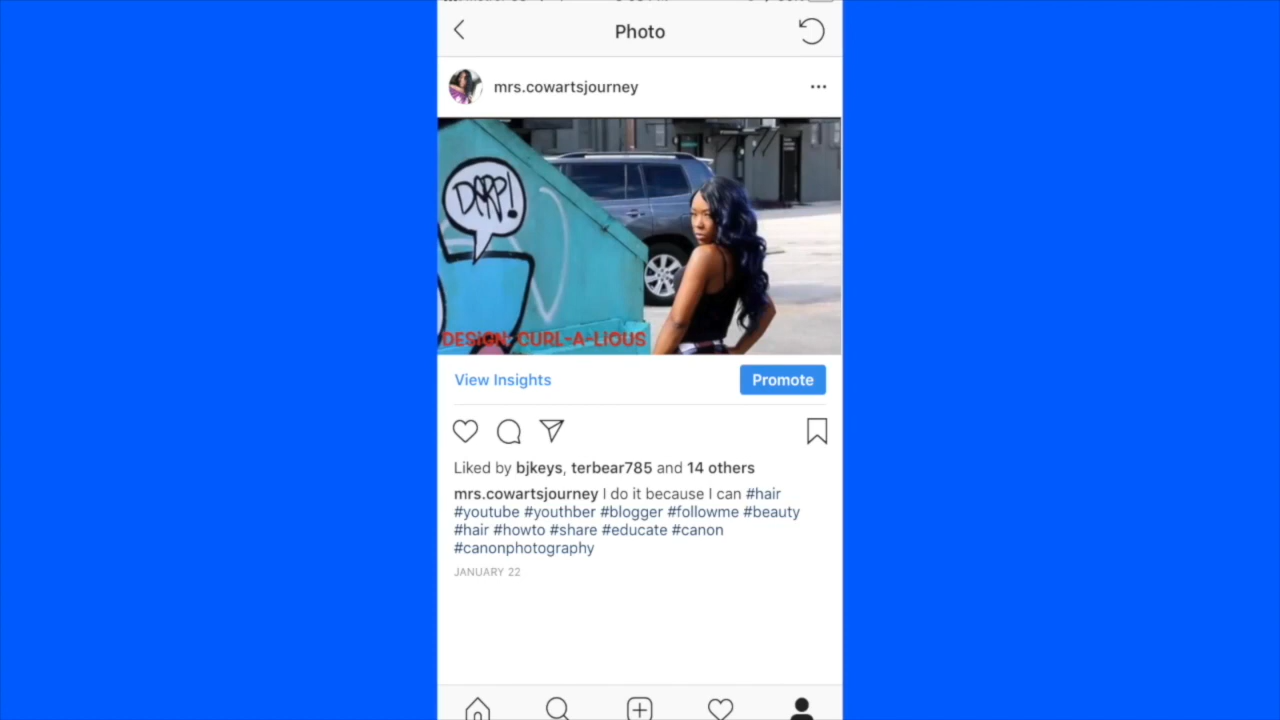 Photo
mrs.cowartsjourney
DARP!
DESIGN: CURL-A-LIOUS
View Insights
Promote
Liked by bjkeys, terbear785 and 14 others
mrs.cowartsjourney I do it because I can #hair
#youtube #youthber #blogger #followme #beauty
#hair #howto #share #educate #canon
#canonphotography
JANUARY 22